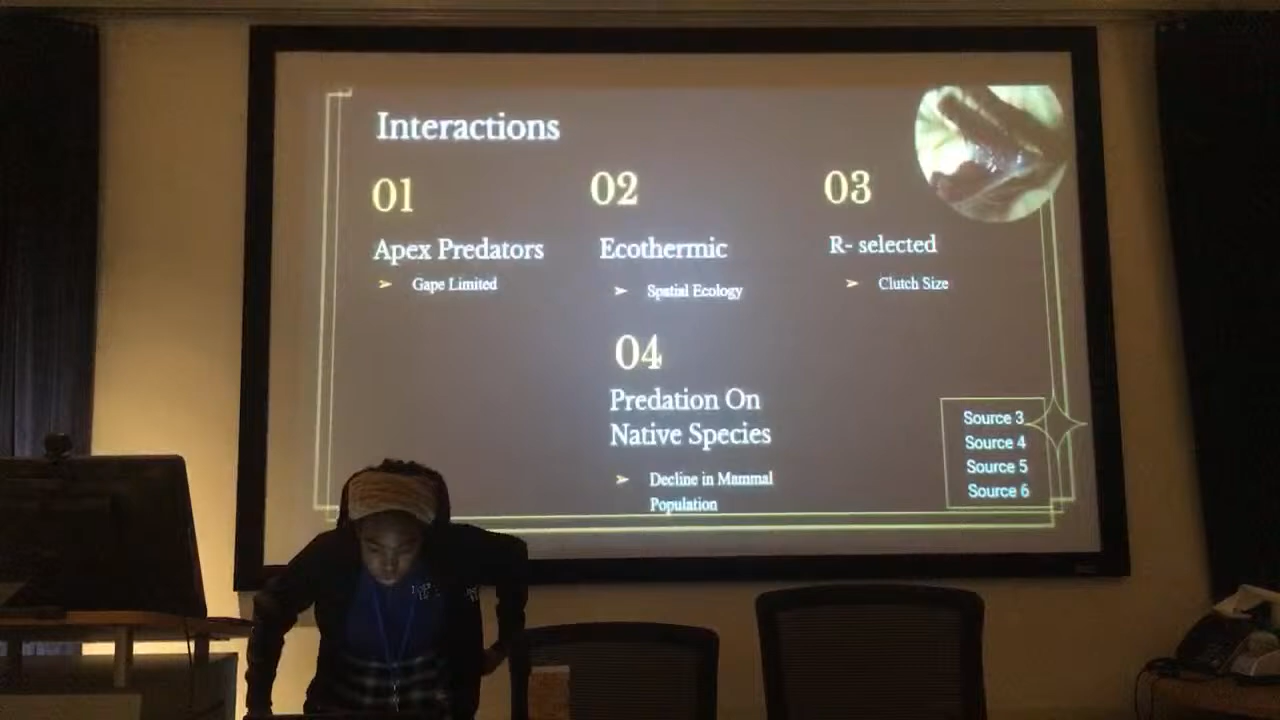 Interactions
01
Apex Predators
➢ Gape Limited
02
Ecothermic
➢ Spatial Ecology
03
R- selected
➢ Clutch Size
04
Predation On
Native Species
➢ Decline in Mammal
Population
Source 3
Source 4
Source 5
Source 6